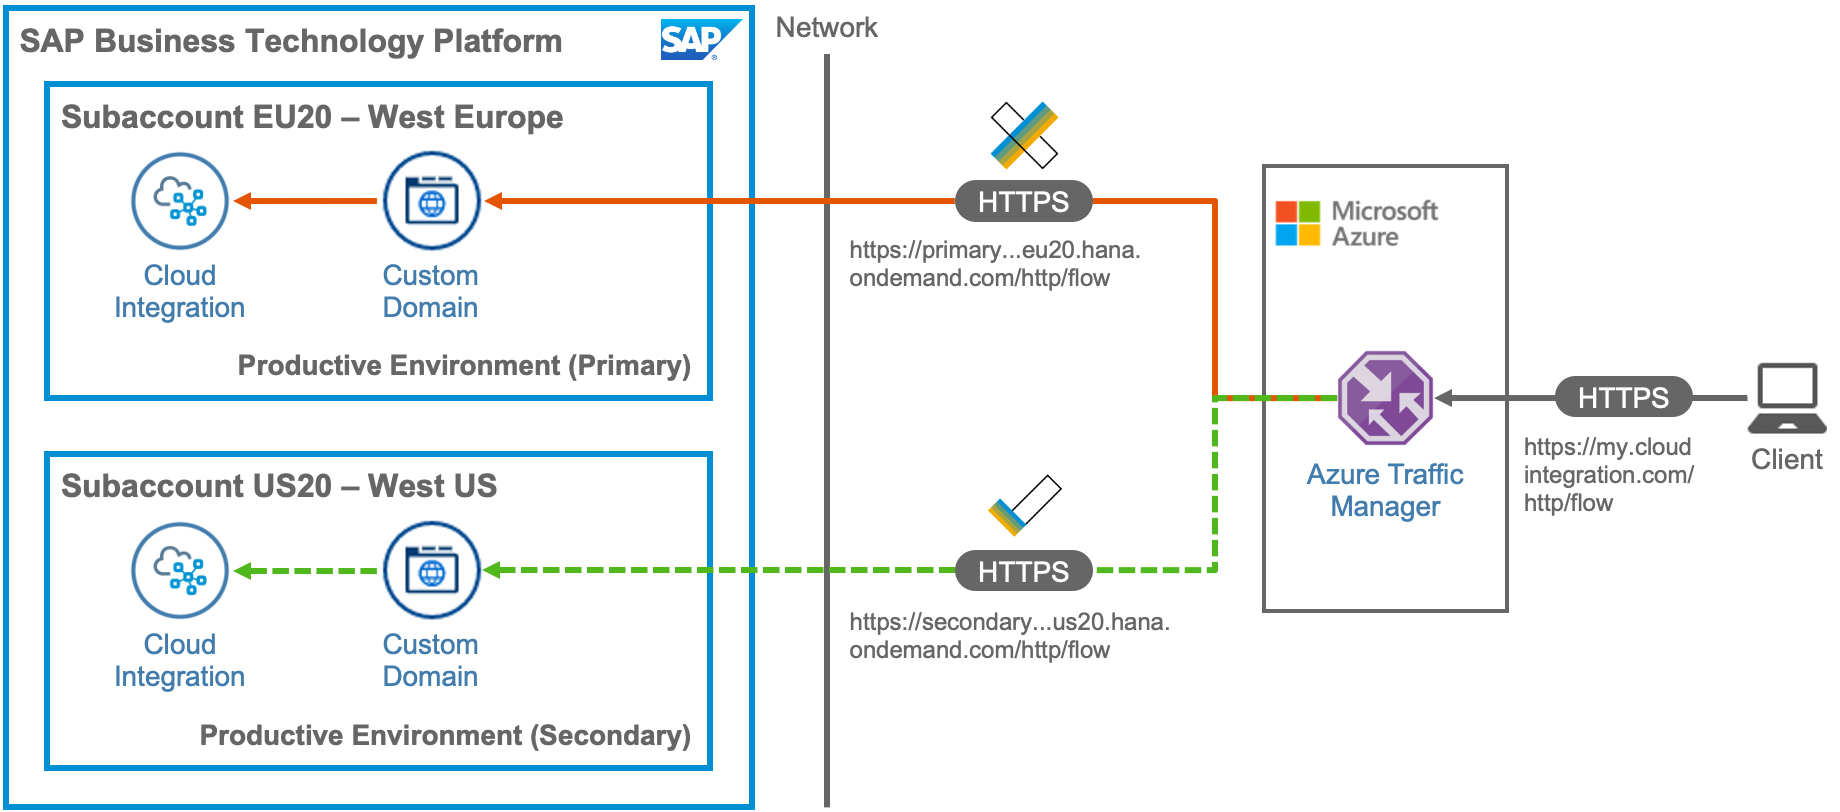 SAP Business Technology Platform
SAP
Network
Subaccount EU20 – West Europe
Cloud
Integration
Custom
Domain
Productive Environment (Primary)
HTTPS
https://primary...eu20.hana.
ondemand.com/http/flow
Microsoft
Azure
Azure Traffic
Manager
HTTPS
https://my.cloud
integration.com/
http/flow
Client
Subaccount US20 – West US
Cloud
Integration
Custom
Domain
Productive Environment (Secondary)
HTTPS
https://secondary...us20.hana.
ondemand.com/http/flow